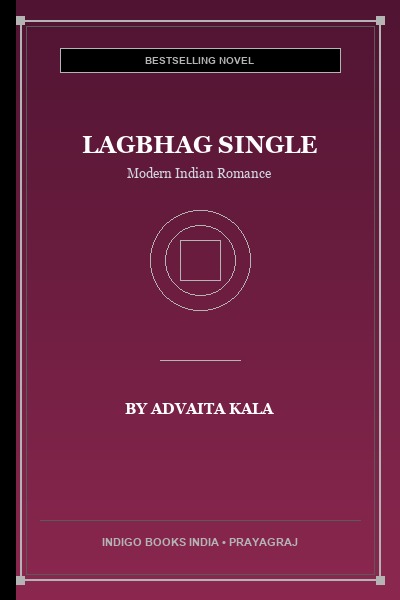 BESTSELLING NOVEL
LAGBHAG SINGLE
Modern Indian Romance
BY ADVAITA KALA
INDIGO BOOKS INDIA • PRAYAGRAJ